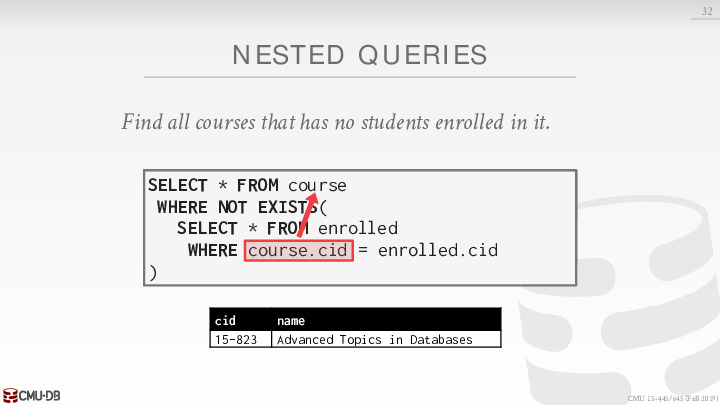 32
NESTED QUERIES
Find all courses that has no students enrolled in it.
SELECT * FROM course
WHERE NOT EXISTS(
SELECT * FROM enrolled
WHERE course.cid = enrolled.cid
)
cid name
15-823 Advanced Topics in Databases
CMU·DB
CMU 15-445/645 (Fall 2019)